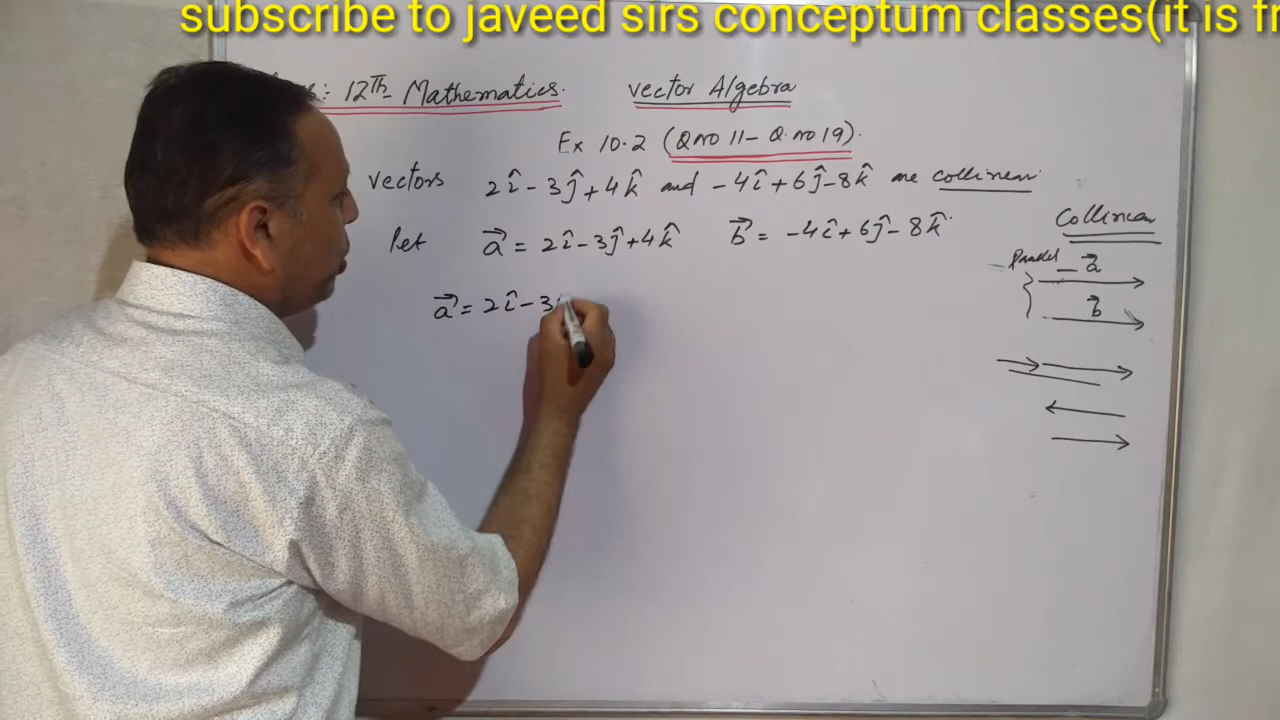 subscribe to javeed sirs conceptum classes(it is fr
: 12Th Mathematics. vector Algebra
Ex 10.2 (Q no 11 - Q. no 19).
vectors 2î - 3ĵ + 4k̂ and -4î + 6ĵ - 8k̂ are collinear
let a⃗ = 2î - 3ĵ + 4k̂ b⃗ = -4î + 6ĵ - 8k̂
a⃗ = 2î - 3
Collinear
Parallel a⃗
b⃗